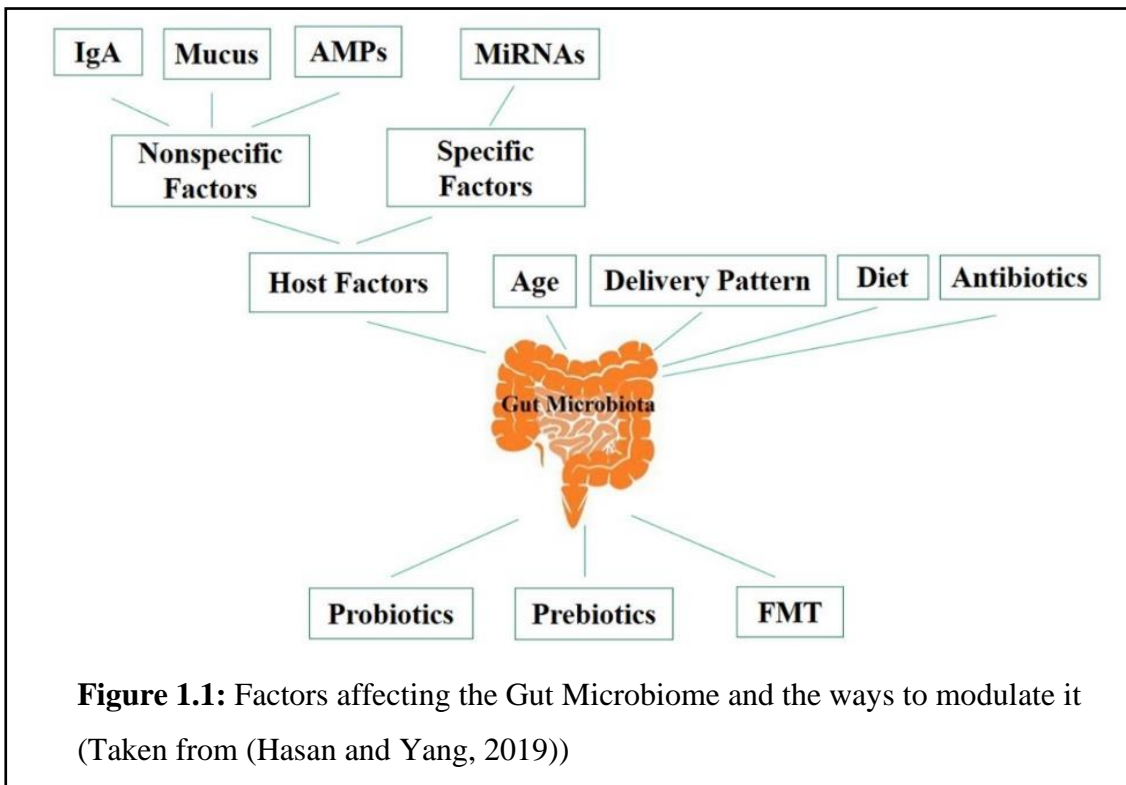 IgA
Mucus
AMPs
MiRNAs
Nonspecific
Factors
Specific
Factors
Host Factors
Age
Delivery Pattern
Diet
Antibiotics
Gut Microbiota
Probiotics
Prebiotics
FMT
Figure 1.1: Factors affecting the Gut Microbiome and the ways to modulate it
(Taken from (Hasan and Yang, 2019))